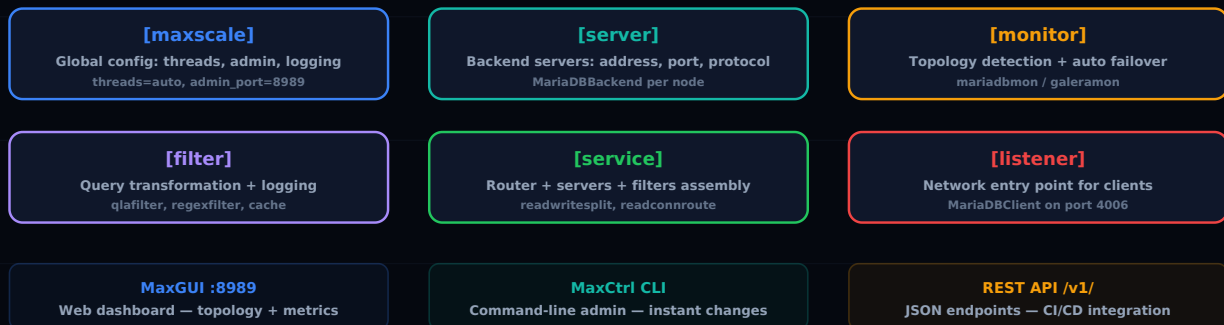 [maxscale]
Global config: threads, admin, logging
threads=auto, admin_port=8989
[server]
Backend servers: address, port, protocol
MariaDBBackend per node
[monitor]
Topology detection + auto failover
mariadbmon / galeramon
[filter]
Query transformation + logging
qlafilter, regexfilter, cache
[service]
Router + servers + filters assembly
readwritesplit, readconnroute
[listener]
Network entry point for clients
MariaDBClient on port 4006
MaxGUI :8989
Web dashboard — topology + metrics
MaxCtrl CLI
Command-line admin — instant changes
REST API /v1/
JSON endpoints — CI/CD integration